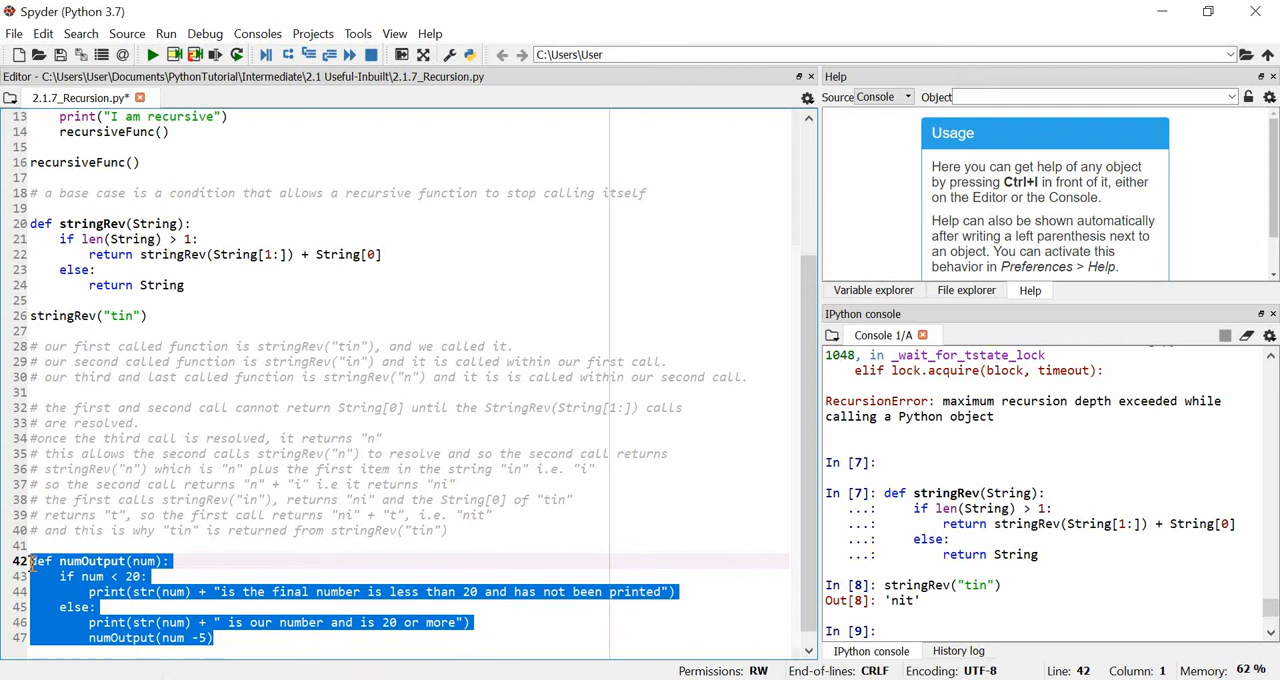 Spyder (Python 3.7)
File Edit Search Source Run Debug Consoles Projects Tools View Help
C:\Users\User
Editor - C:\Users\User\Documents\PythonTutorial\Intermediate\2.1 Useful-Inbuilt\2.1.7_Recursion.py
2.1.7_Recursion.py*
13 print("I am recursive")
14 recursiveFunc()
15
16 recursiveFunc()
17
18 # a base case is a condition that allows a recursive function to stop calling itself
19
20 def stringRev(String):
21 if len(String) > 1:
22 return stringRev(String[1:]) + String[0]
23 else:
24 return String
25
26 stringRev("tin")
27
28 # our first called function is stringRev("tin"), and we called it.
29 # our second called function is stringRev("in") and it is called within our first call.
30 # our third and last called function is stringRev("n") and it is is called within our second call.
31
32 # the first and second call cannot return String[0] until the StringRev(String[1:]) calls
33 # are resolved.
34 #once the third call is resolved, it returns "n"
35 # this allows the second calls stringRev("n") to resolve and so the second call returns
36 # stringRev("n") which is "n" plus the first item in the string "in" i.e. "i"
37 # so the second call returns "n" + "i" i.e it returns "ni"
38 # the first calls stringRev("in"), returns "ni" and the String[0] of "tin"
39 # returns "t", so the first call returns "ni" + "t", i.e. "nit"
40 # and this is why "tin" is returned from stringRev("tin")
41
42 def numOutput(num):
43 if num < 20:
44 print(str(num) + "is the final number is less than 20 and has not been printed")
45 else:
46 print(str(num) + " is our number and is 20 or more")
47 numOutput(num -5)
Help
Source Console Object
Usage
Here you can get help of any object
by pressing Ctrl+I in front of it, either
on the Editor or the Console.
Help can also be shown automatically
after writing a left parenthesis next to
an object. You can activate this
behavior in Preferences > Help.
Variable explorer File explorer Help
IPython console
Console 1/A
1048, in _wait_for_tstate_lock
elif lock.acquire(block, timeout):
RecursionError: maximum recursion depth exceeded while
calling a Python object
In [7]:
In [7]: def stringRev(String):
...: if len(String) > 1:
...: return stringRev(String[1:]) + String[0]
...: else:
...: return String
In [8]: stringRev("tin")
Out[8]: 'nit'
In [9]:
IPython console History log
Permissions: RW End-of-lines: CRLF Encoding: UTF-8 Line: 42 Column: 1 Memory: 62 %